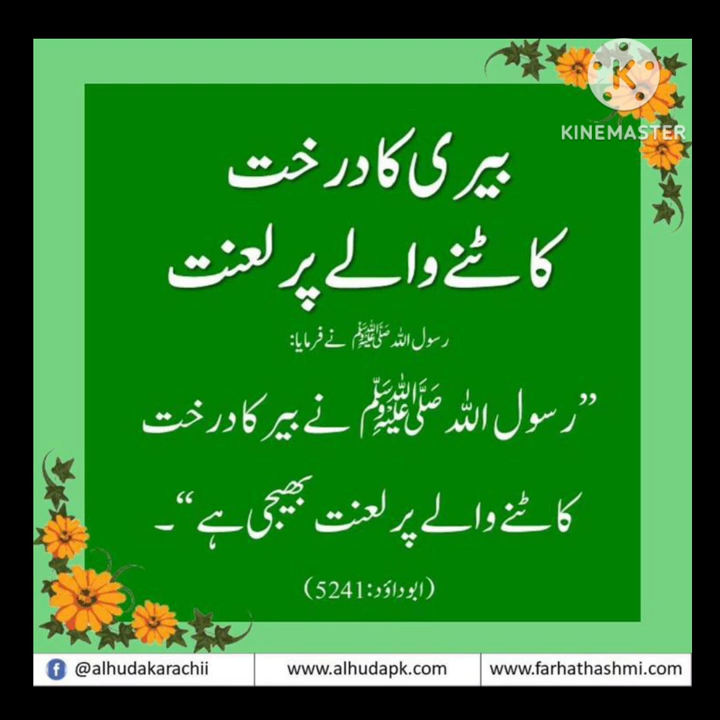 KINEMASTER
بیری کا درخت
کاٹنے والے پر لعنت
رسول اللہ ﷺ نے فرمایا:
”رسول اللہ ﷺ نے بیر کا درخت
کاٹنے والے پر لعنت بھیجی ہے“۔
(ابوداؤد:5241)
@alhudakarachii
www.alhudapk.com
www.farhathashmi.com